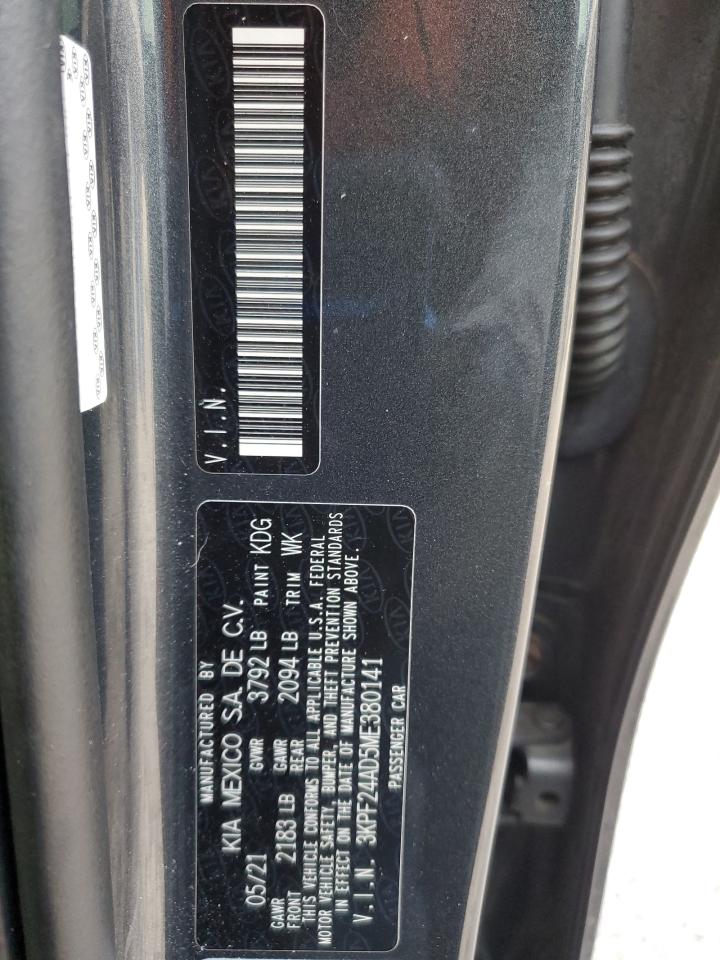 V.I.N.
MANUFACTURED BY
KIA MEXICO S.A. DE C.V.
05/21 GVWR 3792 LB PAINT KDG
GAWR FRONT 2183 LB GAWR REAR 2094 LB TRIM WK
THIS VEHICLE CONFORMS TO ALL APPLICABLE U.S.A. FEDERAL
MOTOR VEHICLE SAFETY, BUMPER, AND THEFT PREVENTION STANDARDS
IN EFFECT ON THE DATE OF MANUFACTURE SHOWN ABOVE.
V.I.N. 3KPF24AD5ME380141
PASSENGER CAR